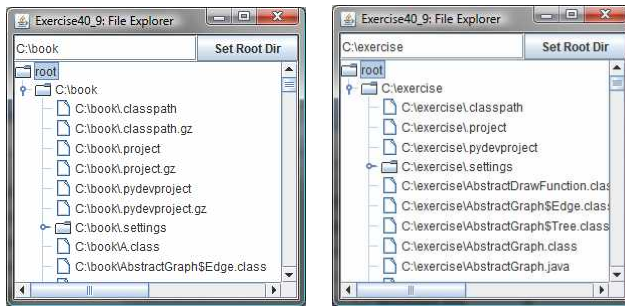 Exercise40_9: File Explorer
C:\book
Set Root Dir
root
C:\book
C:\book\.classpath
C:\book\.classpath.gz
C:\book\.project
C:\book\.project.gz
C:\book\.pydevproject
C:\book\.pydevproject.gz
C:\book\.settings
C:\book\A.class
C:\book\AbstractGraph$Edge.class
Exercise40_9: File Explorer
C:\exercise
Set Root Dir
root
C:\exercise
C:\exercise\.classpath
C:\exercise\.project
C:\exercise\.pydevproject
C:\exercise\.settings
C:\exercise\AbstractDrawFunction.clas
C:\exercise\AbstractGraph$Edge.clas
C:\exercise\AbstractGraph$Tree.class
C:\exercise\AbstractGraph.class
C:\exercise\AbstractGraph.java